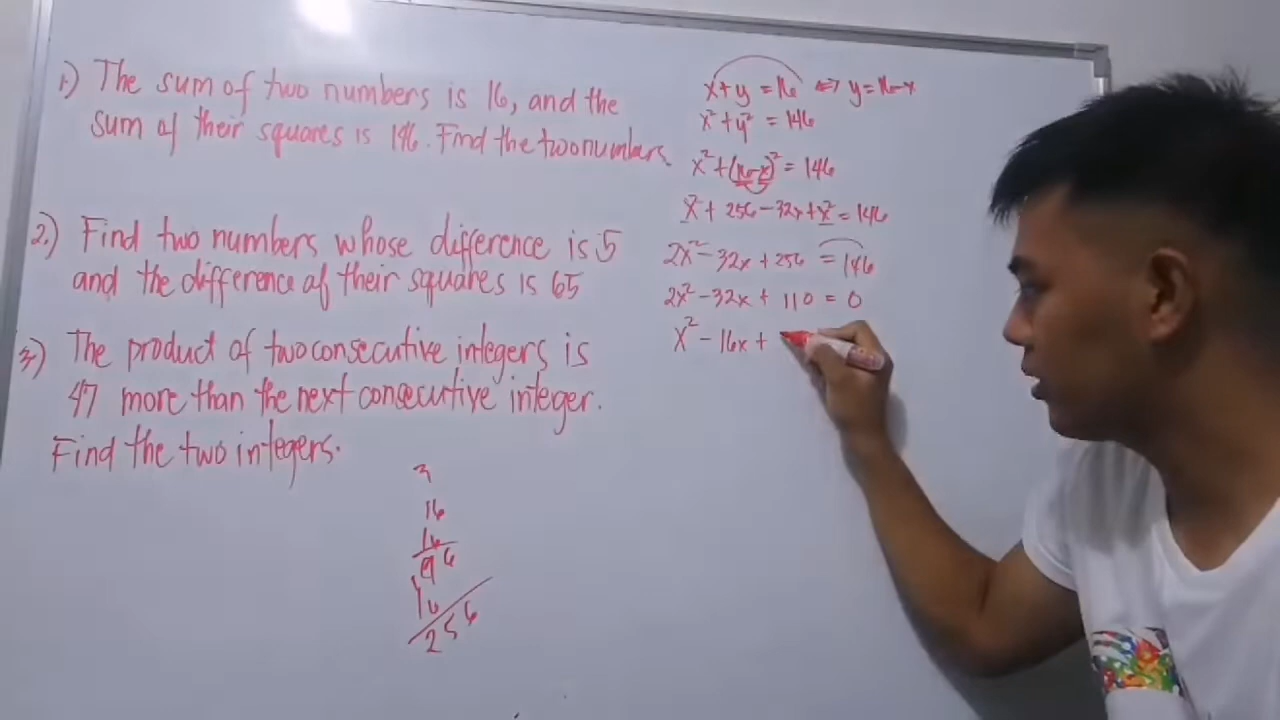 1.) The sum of two numbers is 16, and the
sum of their squares is 146. Find the two numbers.
2.) Find two numbers whose difference is 5
and the difference of their squares is 65
3.) The product of two consecutive integers is
47 more than the next consecutive integer.
Find the two integers.
x+y = 16 ⟺ y = 16-x
x² + y² = 146
x² + (16-x)² = 146
x² + 256 - 32x + x² = 146
2x² - 32x + 256 = 146
2x² - 32x + 110 = 0
x² - 16x +
3
16
16
96
16
256